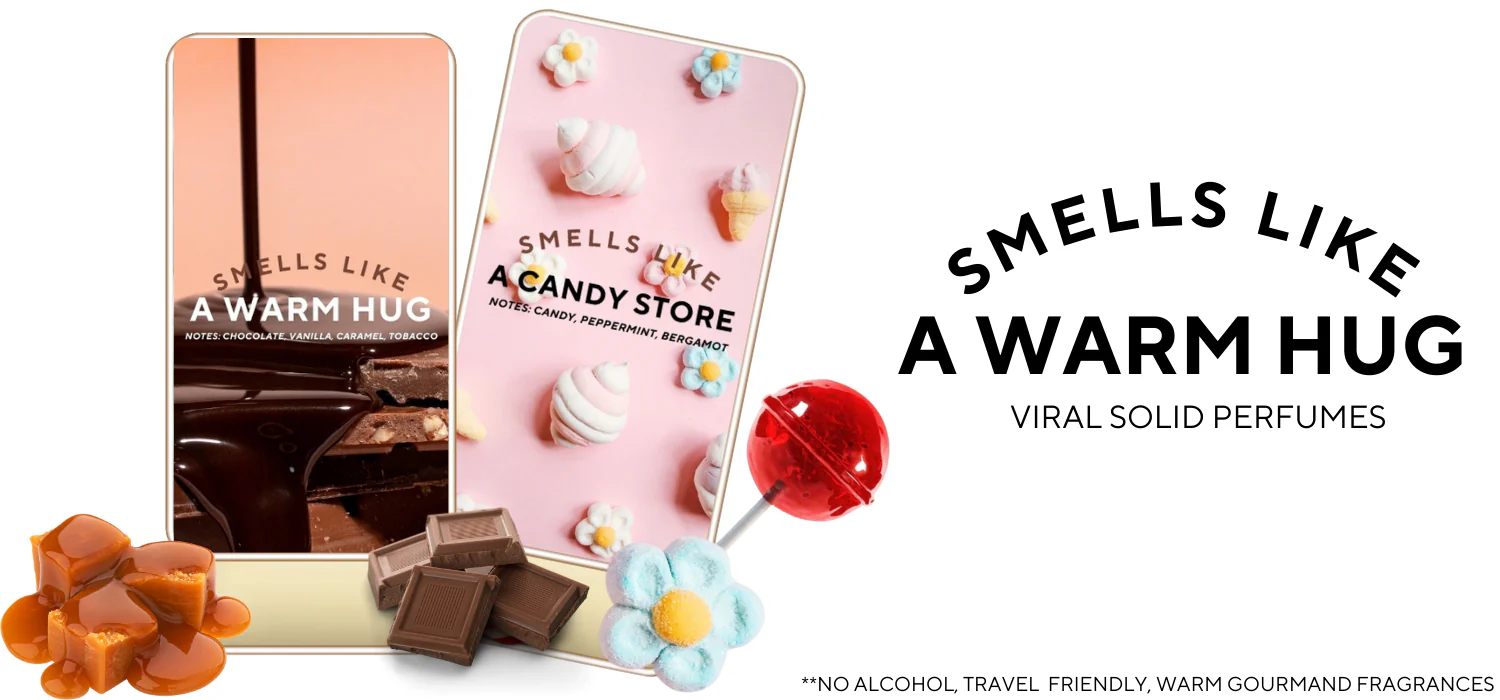 SMELLS LIKE
A WARM HUG
NOTES: CHOCOLATE, VANILLA, CARAMEL, TOBACCO
SMELLS LIKE
A CANDY STORE
NOTES: CANDY, PEPPERMINT, BERGAMOT
SMELLS LIKE
A WARM HUG
VIRAL SOLID PERFUMES
**NO ALCOHOL, TRAVEL FRIENDLY, WARM GOURMAND FRAGRANCES